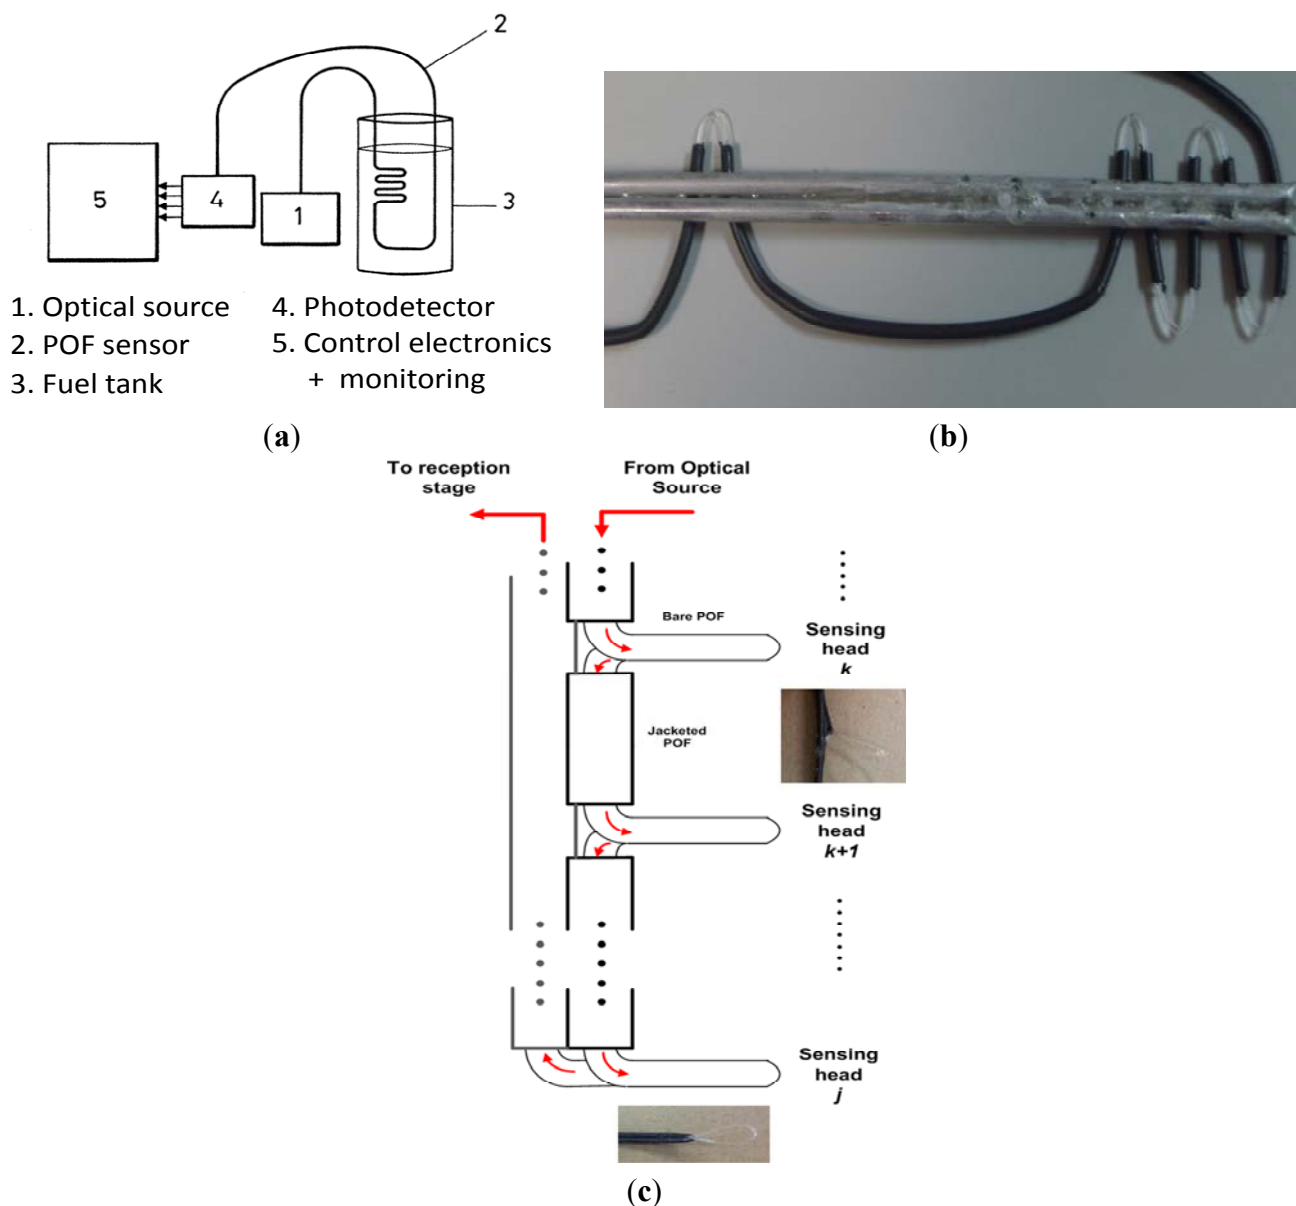 2
5
4
1
3
1. Optical source
2. POF sensor
3. Fuel tank
4. Photodetector
5. Control electronics
+ monitoring
(a)
(b)
To reception
stage
From Optical
Source
Bare POF
Sensing
head
k
Jacketed
POF
Sensing
head
k+1
Sensing
head
j
(c)